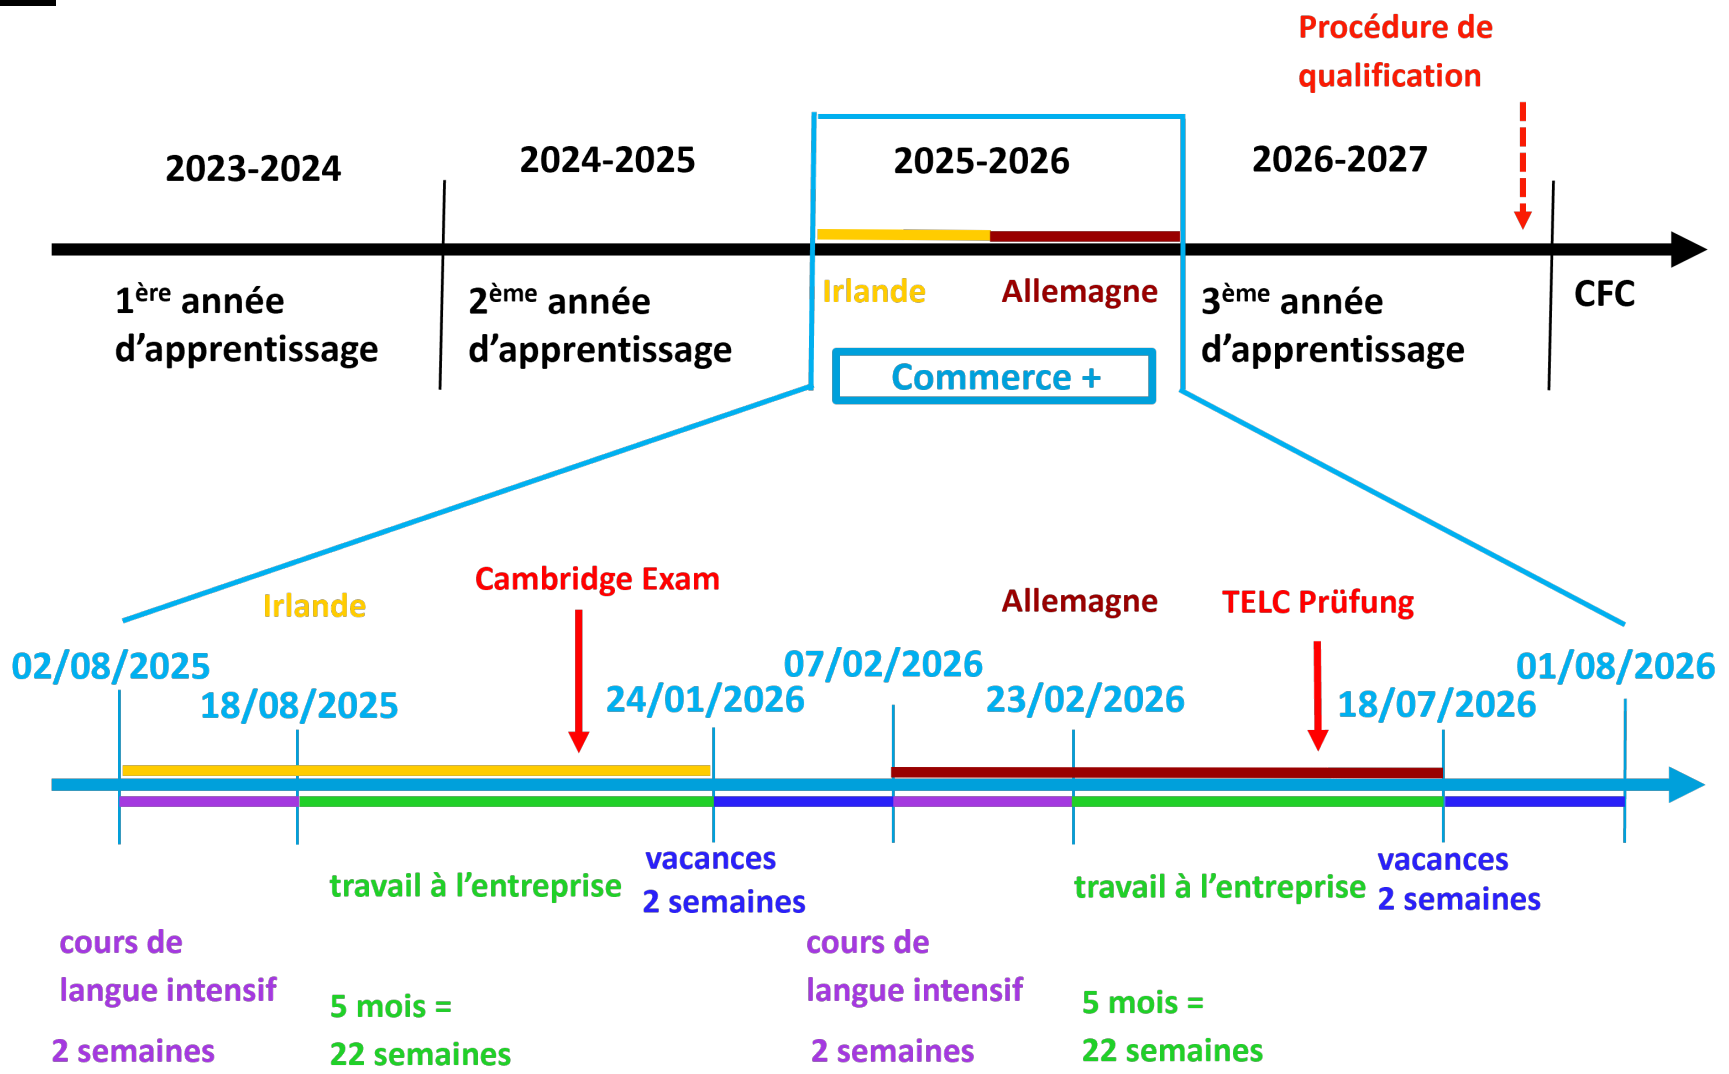 Procédure de
qualification
2023-2024
2024-2025
2025-2026
2026-2027
1ère année
d’apprentissage
2ème année
d’apprentissage
Irlande
Allemagne
Commerce +
3ème année
d’apprentissage
CFC
Irlande
Cambridge Exam
Allemagne
TELC Prüfung
02/08/2025
18/08/2025
24/01/2026
07/02/2026
23/02/2026
18/07/2026
01/08/2026
cours de
langue intensif
2 semaines
travail à l’entreprise
5 mois =
22 semaines
vacances
2 semaines
cours de
langue intensif
2 semaines
travail à l’entreprise
5 mois =
22 semaines
vacances
2 semaines